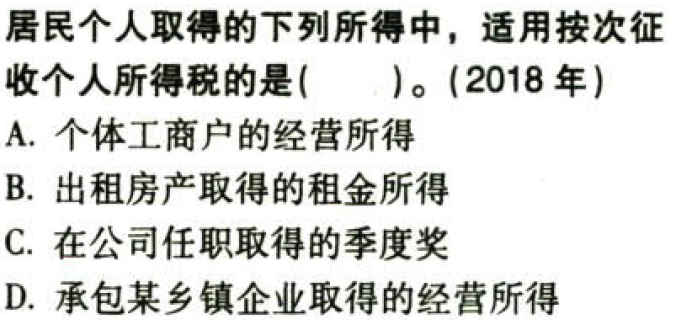 居民个人取得的下列所得中，适用按次征
收个人所得税的是(　　)。(2018 年)
A. 个体工商户的经营所得
B. 出租房产取得的租金所得
C. 在公司任职取得的季度奖
D. 承包某乡镇企业取得的经营所得